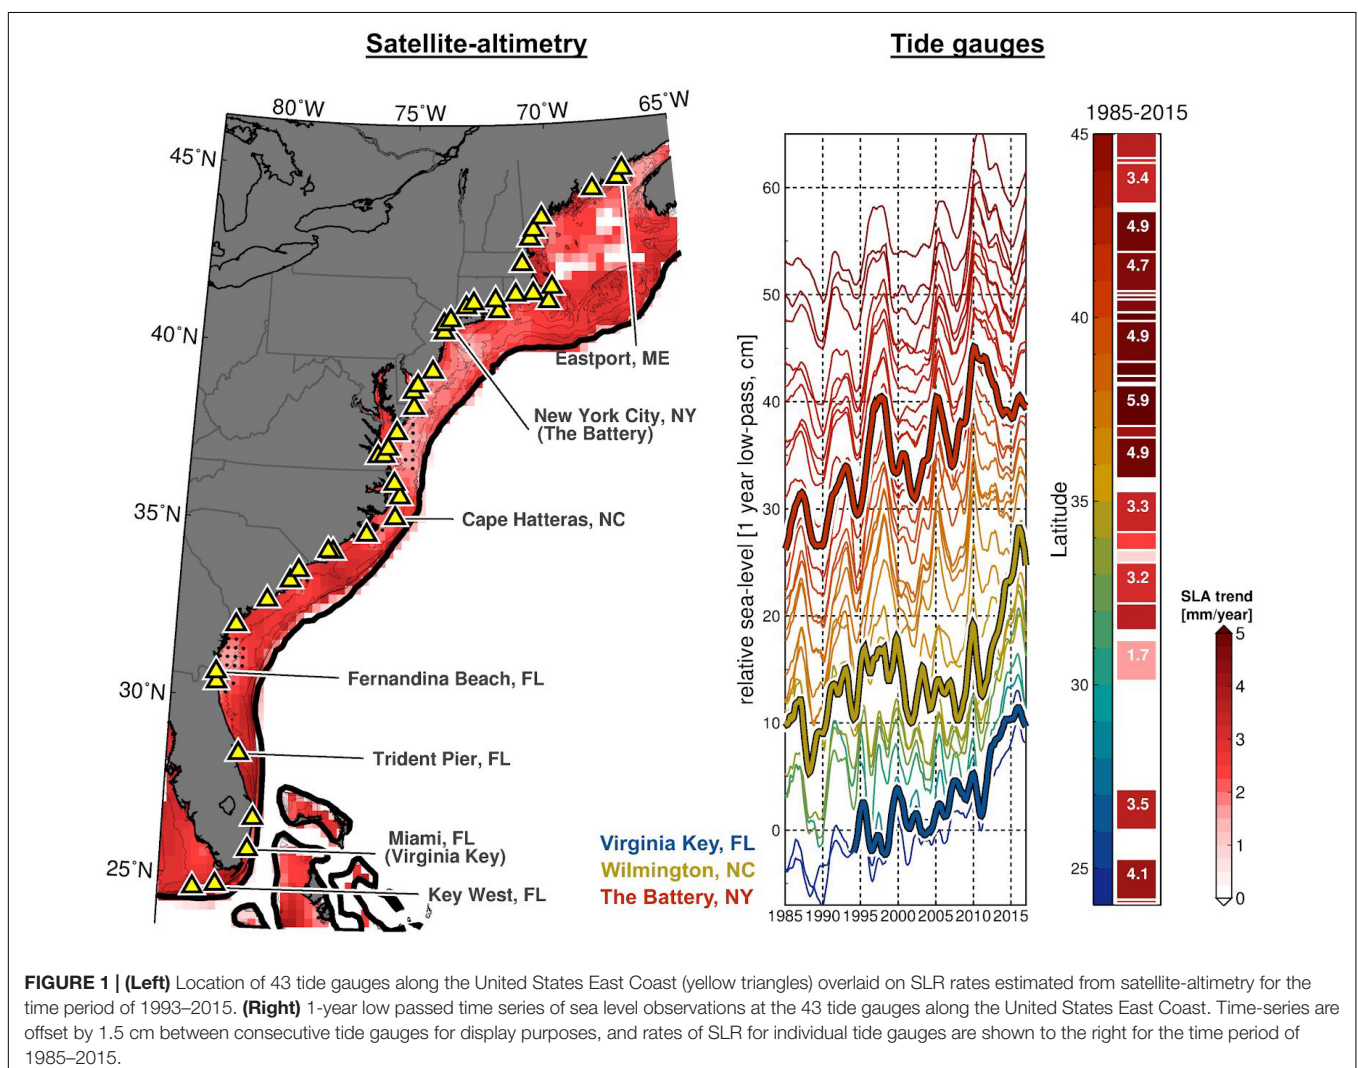 Satellite-altimetry
Tide gauges
80°W
75°W
70°W
65°W
45°N
40°N
35°N
30°N
25°N
Eastport, ME
New York City, NY
(The Battery)
Cape Hatteras, NC
Fernandina Beach, FL
Trident Pier, FL
Miami, FL
(Virginia Key)
Key West, FL
Virginia Key, FL
Wilmington, NC
The Battery, NY
relative sea-level [1 year low-pass, cm]
60
50
40
30
20
10
0
1985 1990 1995 2000 2005 2010 2015
1985-2015
Latitude
45
40
35
30
25
3.4
4.9
4.7
4.9
5.9
4.9
3.3
3.2
1.7
3.5
4.1
SLA trend
[mm/year]
5
4
3
2
1
0
FIGURE 1 | (Left) Location of 43 tide gauges along the United States East Coast (yellow triangles) overlaid on SLR rates estimated from satellite-altimetry for the
time period of 1993–2015. (Right) 1-year low passed time series of sea level observations at the 43 tide gauges along the United States East Coast. Time-series are
offset by 1.5 cm between consecutive tide gauges for display purposes, and rates of SLR for individual tide gauges are shown to the right for the time period of
1985–2015.